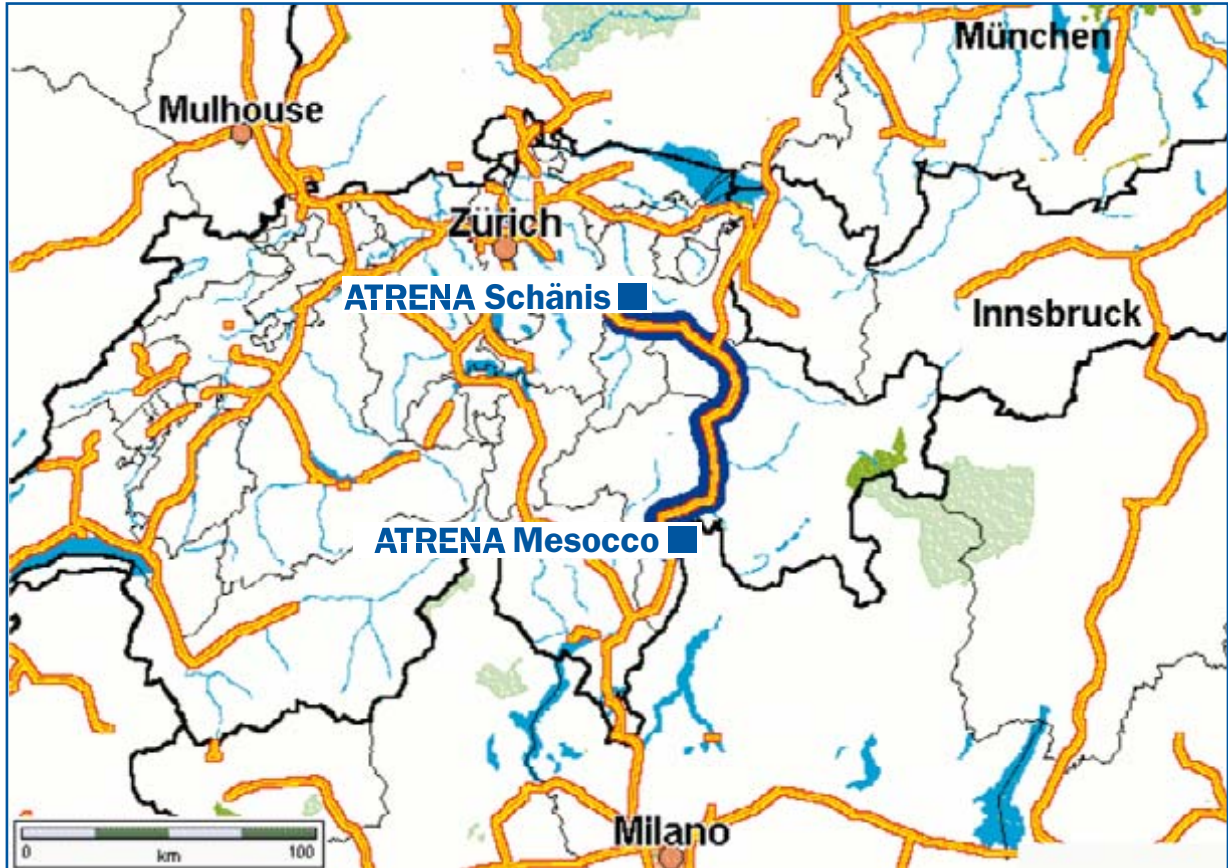 München
Mulhouse
Zürich
ATRENA Schänis
Innsbruck
ATRENA Mesocco
Milano
0 km 100